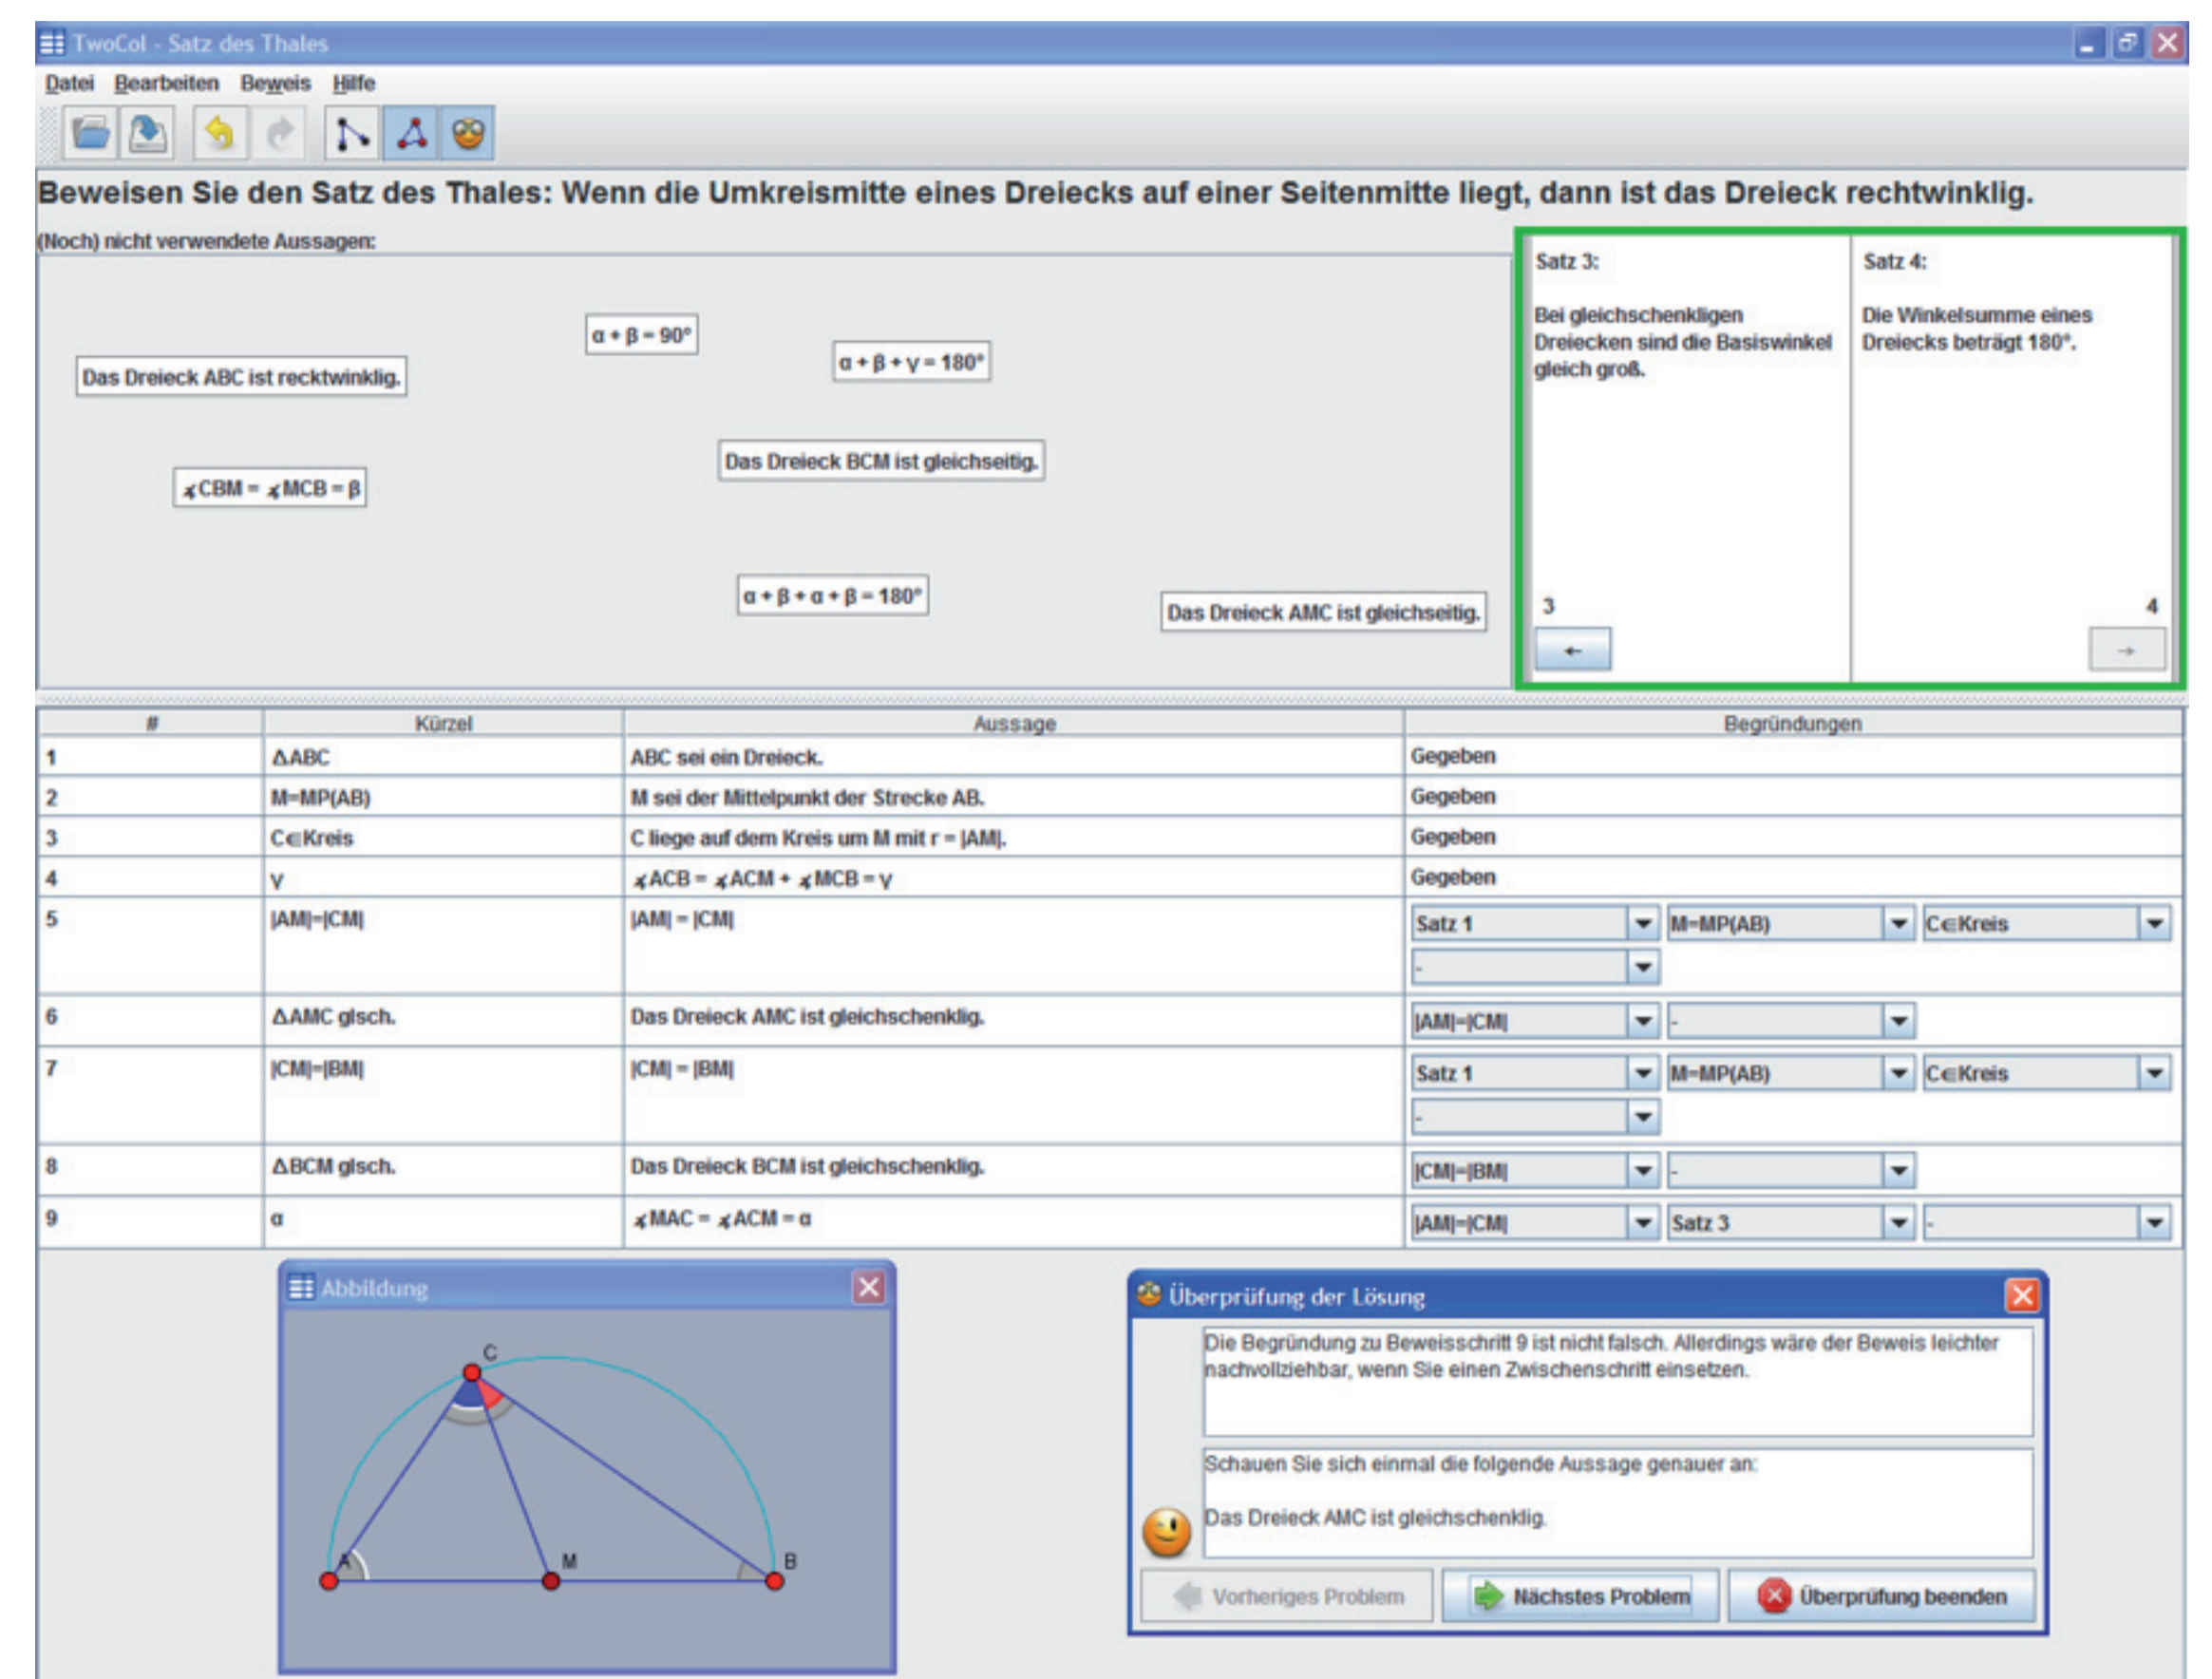 TwoCol - Satz des Thales
Datei Bearbeiten Beweis Hilfe
Beweisen Sie den Satz des Thales: Wenn die Umkreismitte eines Dreiecks auf einer Seitenmitte liegt, dann ist das Dreieck rechtwinklig.
(Noch) nicht verwendete Aussagen:
α + β = 90°
α + β + γ = 180°
Das Dreieck ABC ist recktwinklig.
Das Dreieck BCM ist gleichseitig.
∡CBM = ∡MCB = β
α + β + α + β = 180°
Das Dreieck AMC ist gleichseitig.
Satz 3:
Bei gleichschenkligen
Dreiecken sind die Basiswinkel
gleich groß.
3
←
Satz 4:
Die Winkelsumme eines
Dreiecks beträgt 180°.
4
→
# Kürzel Aussage Begründungen
1 ΔABC ABC sei ein Dreieck. Gegeben
2 M=MP(AB) M sei der Mittelpunkt der Strecke AB. Gegeben
3 C∈Kreis C liege auf dem Kreis um M mit r = |AM|. Gegeben
4 γ ∡ACB = ∡ACM + ∡MCB = γ Gegeben
5 |AM|=|CM| |AM| = |CM| Satz 1 M=MP(AB) C∈Kreis
-
6 ΔAMC glsch. Das Dreieck AMC ist gleichschenklig. |AM|=|CM| -
7 |CM|=|BM| |CM| = |BM| Satz 1 M=MP(AB) C∈Kreis
-
8 ΔBCM glsch. Das Dreieck BCM ist gleichschenklig. |CM|=|BM| -
9 α ∡MAC = ∡ACM = α |AM|=|CM| Satz 3 -
Abbildung
C
A
M
B
Überprüfung der Lösung
Die Begründung zu Beweisschritt 9 ist nicht falsch. Allerdings wäre der Beweis leichter
nachvollziehbar, wenn Sie einen Zwischenschritt einsetzen.
Schauen Sie sich einmal die folgende Aussage genauer an:
Das Dreieck AMC ist gleichschenklig.
Vorheriges Problem Nächstes Problem Überprüfung beenden